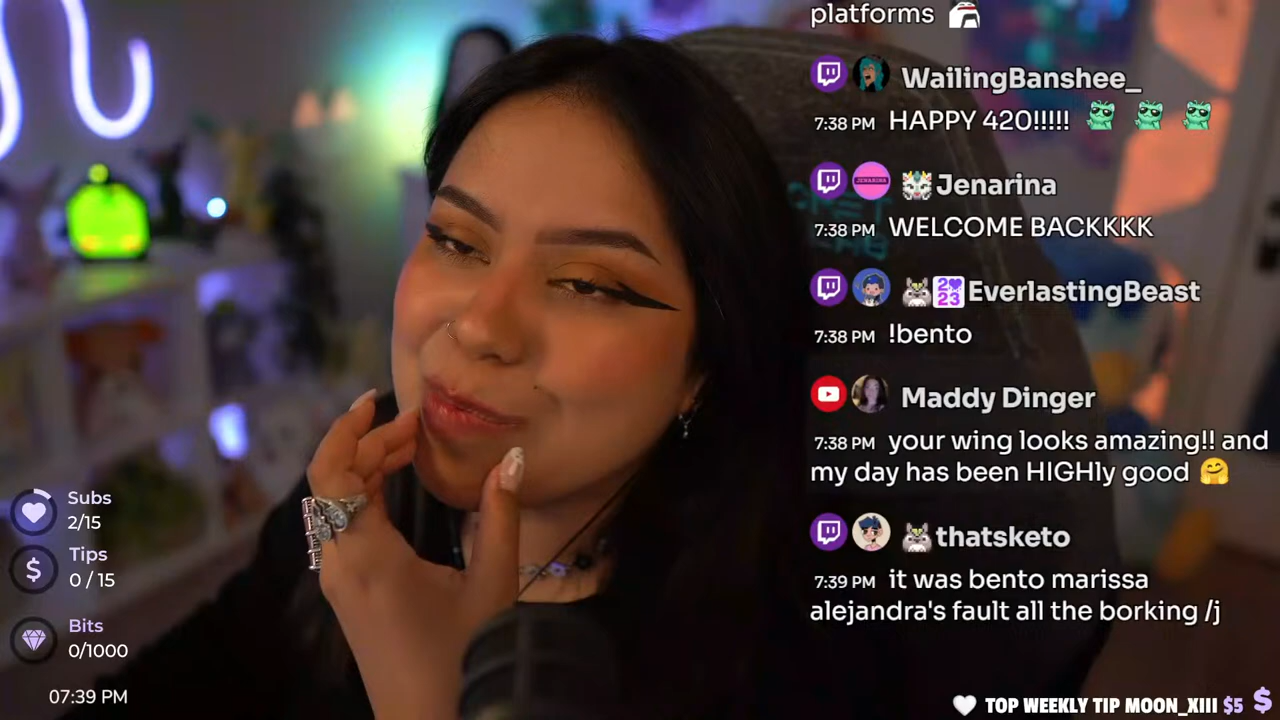 platforms
WailingBanshee_
7:38 PM HAPPY 420!!!!!
Jenarina
7:38 PM WELCOME BACKKKK
2023 EverlastingBeast
7:38 PM !bento
Maddy Dinger
7:38 PM your wing looks amazing!! and
my day has been HIGHly good 🤗
thatsketo
7:39 PM it was bento marissa
alejandra's fault all the borking /j
Subs
2/15
$
Tips
0 / 15
Bits
0/1000
07:39 PM
TOP WEEKLY TIP MOON_XIII $5 $